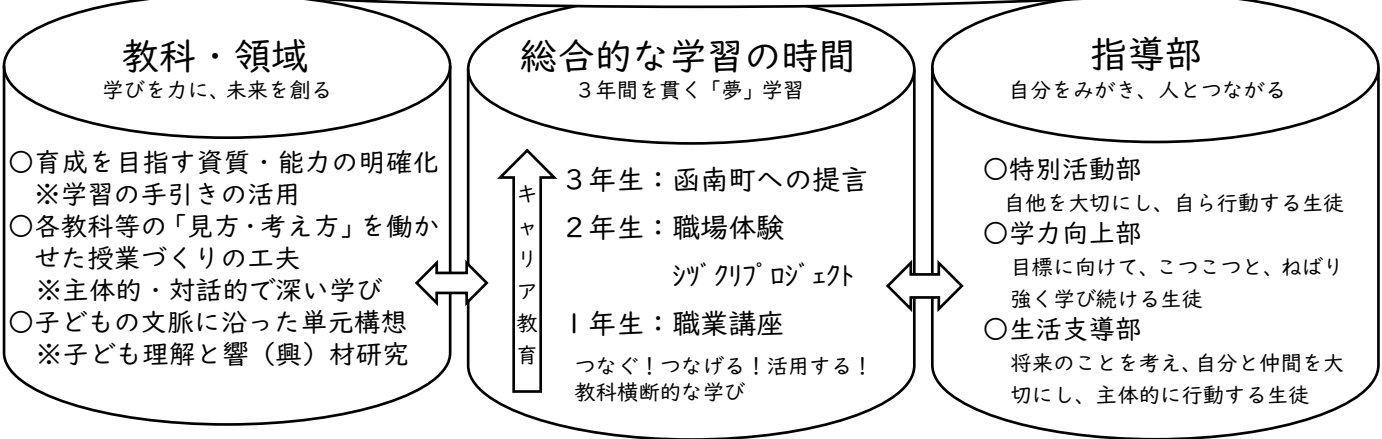 教科・領域
学びを力に、未来を創る
〇育成を目指す資質・能力の明確化
※学習の手引きの活用
〇各教科等の「見方・考え方」を働か
せた授業づくりの工夫
※主体的・対話的で深い学び
〇子どもの文脈に沿った単元構想
※子ども理解と響（興）材研究
総合的な学習の時間
３年間を貫く「夢」学習
キャリア教育
３年生：函南町への提言
２年生：職場体験
ｼｽﾞｸﾘﾌﾟﾛｼﾞｪｸﾄ
１年生：職業講座
つなぐ！つなげる！活用する！
教科横断的な学び
指導部
自分をみがき、人とつながる
〇特別活動部
自他を大切にし、自ら行動する生徒
〇学力向上部
目標に向けて、こつこつと、ねばり
強く学び続ける生徒
〇生活支導部
将来のことを考え、自分と仲間を大
切にし、主体的に行動する生徒